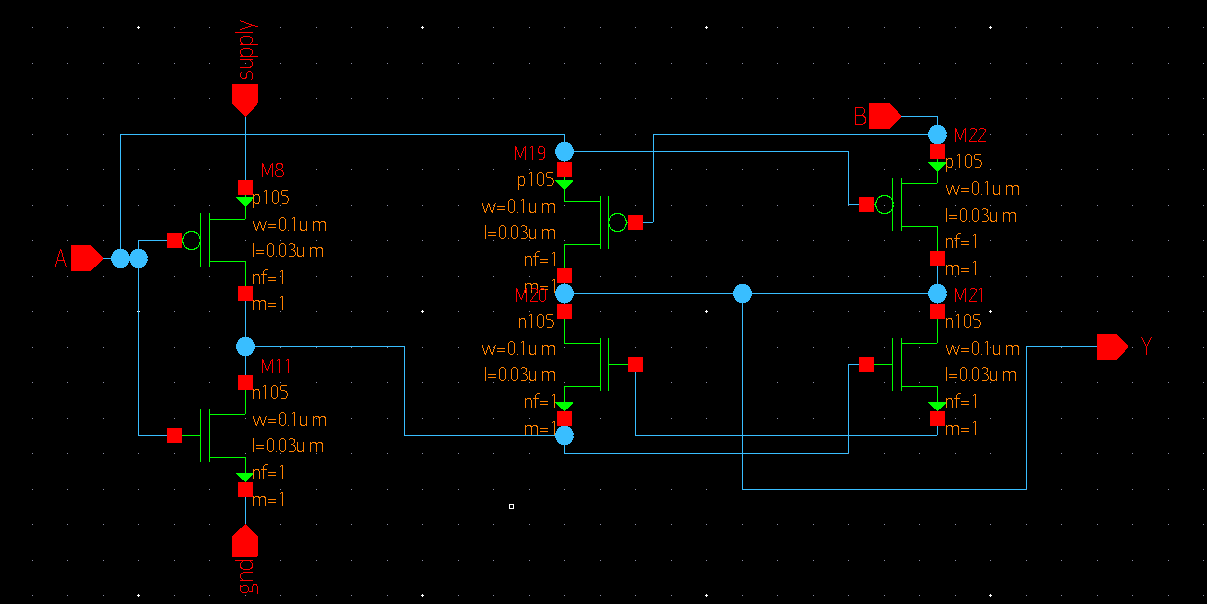 supply
A
M8
p105
w=0.1um
l=0.03um
nf=1
m=1
M11
n105
w=0.1um
l=0.03um
nf=1
m=1
gnd
M19
p105
w=0.1um
l=0.03um
nf=1
m=1
M20
n105
w=0.1um
l=0.03um
nf=1
m=1
B
M22
p105
w=0.1um
l=0.03um
nf=1
m=1
M21
n105
w=0.1um
l=0.03um
nf=1
m=1
Y